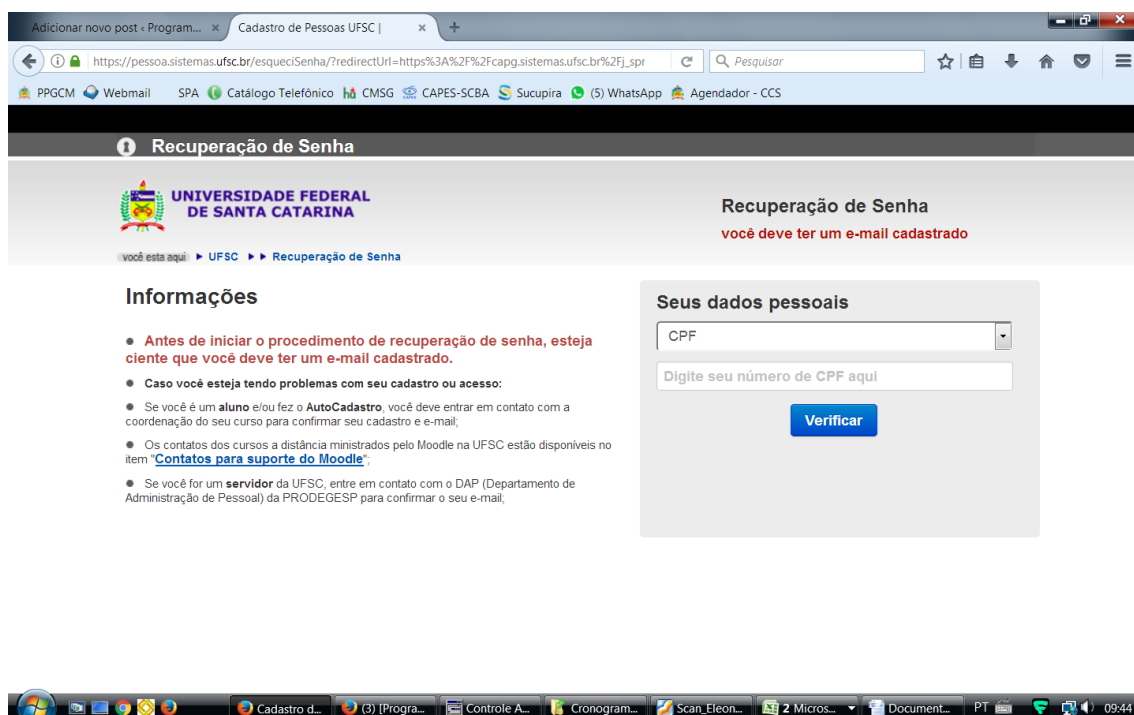 Adicionar novo post ‹ Program...
Cadastro de Pessoas UFSC |
https://pessoa.sistemas.ufsc.br/esqueciSenha/?redirectUrl=https%3A%2F%2Fcapg.sistemas.ufsc.br%2Fj_spr
Pesquisar
PPGCM Webmail SPA Catálogo Telefônico CMSG CAPES-SCBA Sucupira (5) WhatsApp Agendador - CCS
Recuperação de Senha
UNIVERSIDADE FEDERAL
DE SANTA CATARINA
Recuperação de Senha
você deve ter um e-mail cadastrado
você esta aqui UFSC Recuperação de Senha
Informações
Antes de iniciar o procedimento de recuperação de senha, esteja
ciente que você deve ter um e-mail cadastrado.
Caso você esteja tendo problemas com seu cadastro ou acesso:
Se você é um aluno e/ou fez o AutoCadastro, você deve entrar em contato com a
coordenação do seu curso para confirmar seu cadastro e e-mail;
Os contatos dos cursos a distância ministrados pelo Moodle na UFSC estão disponíveis no
item "Contatos para suporte do Moodle";
Se você for um servidor da UFSC, entre em contato com o DAP (Departamento de
Administração de Pessoal) da PRODEGESP para confirmar o seu e-mail;
Seus dados pessoais
CPF
Digite seu número de CPF aqui
Verificar
Cadastro d... (3) [Progra... Controle A... Cronogram... Scan_Eleon... 2 Micros... Document... PT 09:44